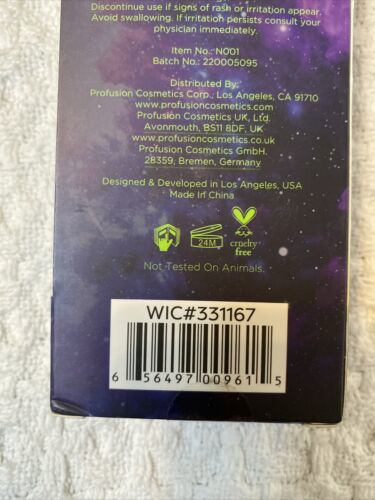 Discontinue use if signs of rash or irritation appear.
Avoid swallowing. If irritation persists consult your
physician immediately.
Item No.: N001
Batch No.: 220005095
Distributed By:
Profusion Cosmetics Corp., Los Angeles, CA 91710
www.profusioncosmetics.com
Profusion Cosmetics UK, Ltd.
Avonmouth, BS11 8DF, UK
www.profusioncosmetics.co.uk
Profusion Cosmetics GmbH.
28359, Bremen, Germany
Designed & Developed in Los Angeles, USA
Made In China
24M
cruelty
free
Not Tested On Animals.
WIC#331167
6 56497 00961 5